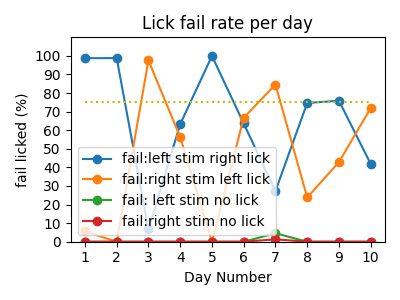 Lick fail rate per day
fail licked (%)
100
90
80
70
60
50
40
30
20
10
0
fail:left stim right lick
fail:right stim left lick
fail: left stim no lick
fail:right stim no lick
1 2 3 4 5 6 7 8 9 10
Day Number